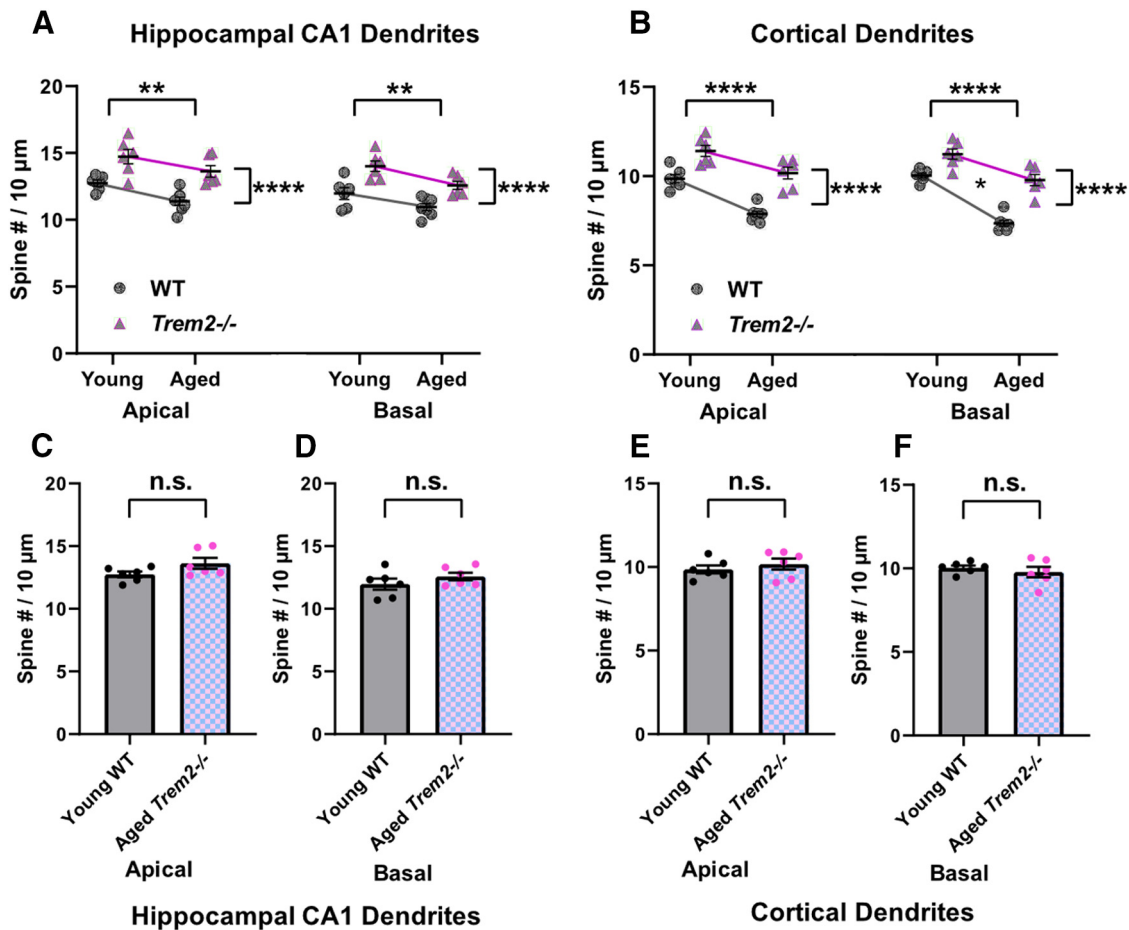 A
Hippocampal CA1 Dendrites
Spine # / 10 μm
20
15
10
5
0
**
**
****
****
WT
Trem2-/-
Young
Aged
Young
Aged
Apical
Basal
B
Cortical Dendrites
Spine # / 10 μm
15
10
5
0
****
****
****
*
****
WT
Trem2-/-
Young
Aged
Young
Aged
Apical
Basal
C
Spine # / 10 μm
20
15
10
5
0
n.s.
Young WT
Aged Trem2-/-
Apical
D
Spine # / 10 μm
20
15
10
5
0
n.s.
Young WT
Aged Trem2-/-
Basal
Hippocampal CA1 Dendrites
E
Spine # / 10 μm
15
10
5
0
n.s.
Young WT
Aged Trem2-/-
Apical
F
Spine # / 10 μm
15
10
5
0
n.s.
Young WT
Aged Trem2-/-
Basal
Cortical Dendrites